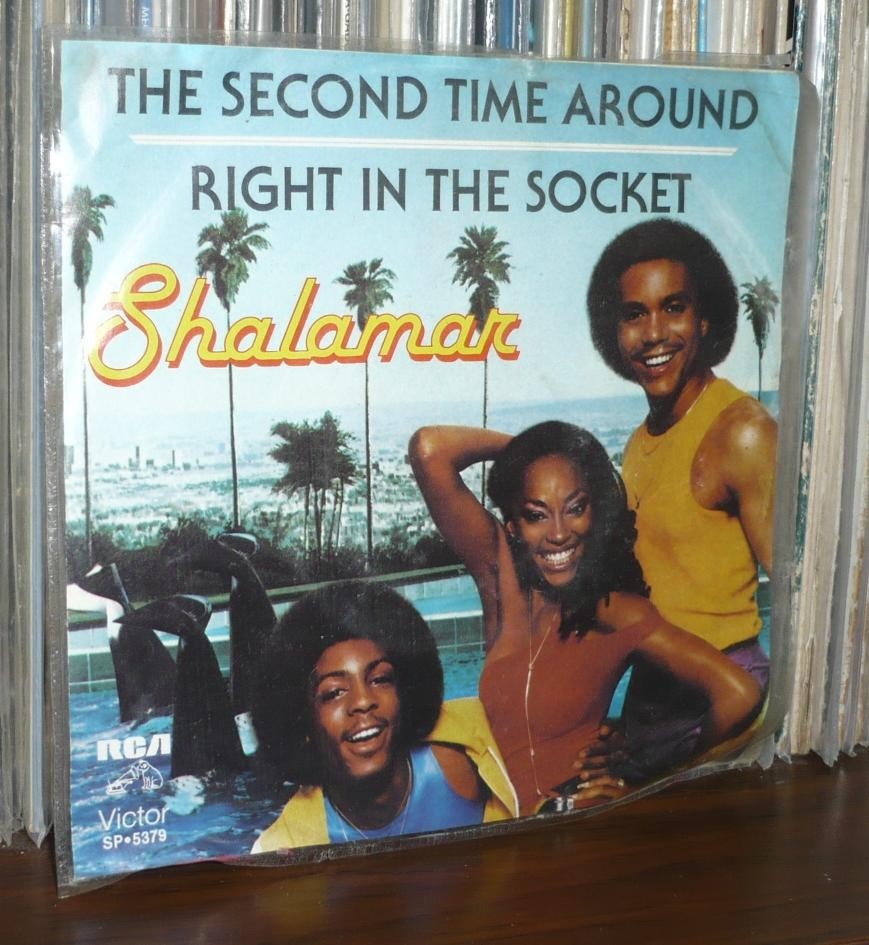 THE SECOND TIME AROUND
RIGHT IN THE SOCKET
Shalamar
RCA
Victor
SP•5379